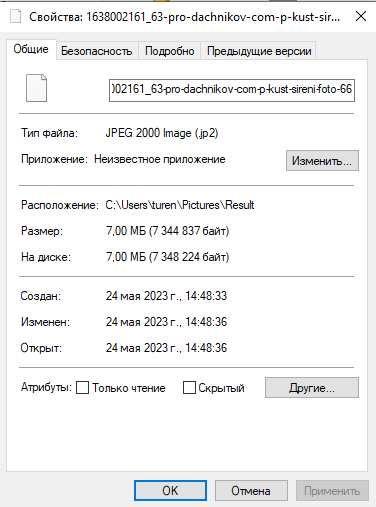 Свойства: 1638002161_63-pro-dachnikov-com-p-kust-sir...
Общие Безопасность Подробно Предыдущие версии
002161_63-pro-dachnikov-com-p-kust-sireni-foto-66
Тип файла: JPEG 2000 Image (.jp2)
Приложение: Неизвестное приложение Изменить...
Расположение: C:\Users\turen\Pictures\Result
Размер: 7,00 МБ (7 344 837 байт)
На диске: 7,00 МБ (7 348 224 байт)
Создан: 24 мая 2023 г., 14:48:33
Изменен: 24 мая 2023 г., 14:48:36
Открыт: 24 мая 2023 г., 14:48:36
Атрибуты: Только чтение Скрытый Другие...
ОК Отмена Применить